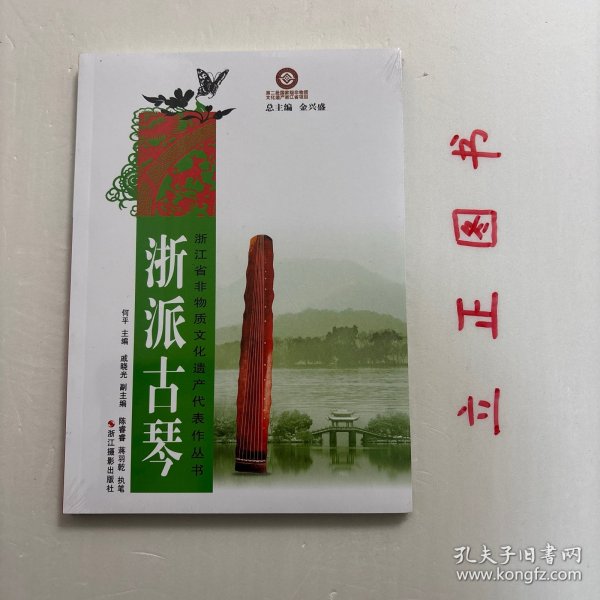 第二批国家级非物质
文化遗产浙江省项目
总主编 金兴盛
浙江省非物质文化遗产代表作丛书
浙派古琴
何平 主编 戚晓光 副主编 陈睿睿 蒋羽乾 执笔
浙江摄影出版社
立正图书
孔夫子旧书网
www.kongfz.com